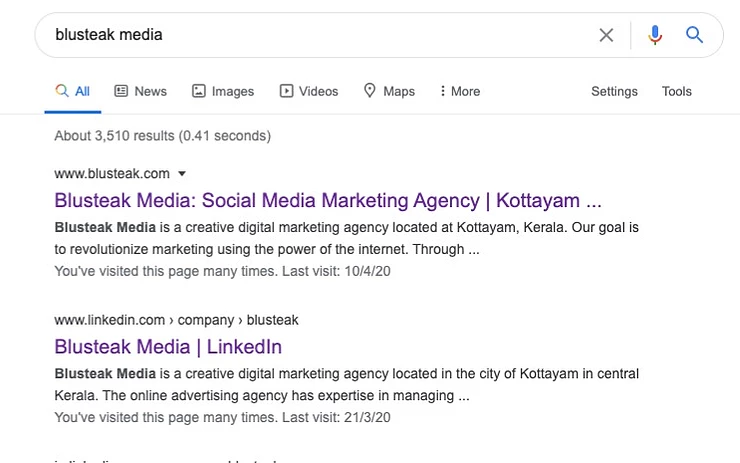 blusteak media
All News Images Videos Maps More Settings Tools
About 3,510 results (0.41 seconds)
www.blusteak.com
Blusteak Media: Social Media Marketing Agency | Kottayam ...
Blusteak Media is a creative digital marketing agency located at Kottayam, Kerala. Our goal is
to revolutionize marketing using the power of the internet. Through ...
You've visited this page many times. Last visit: 10/4/20
www.linkedin.com › company › blusteak
Blusteak Media | LinkedIn
Blusteak Media is a creative digital marketing agency located in the city of Kottayam in central
Kerala. The online advertising agency has expertise in managing ...
You've visited this page many times. Last visit: 21/3/20